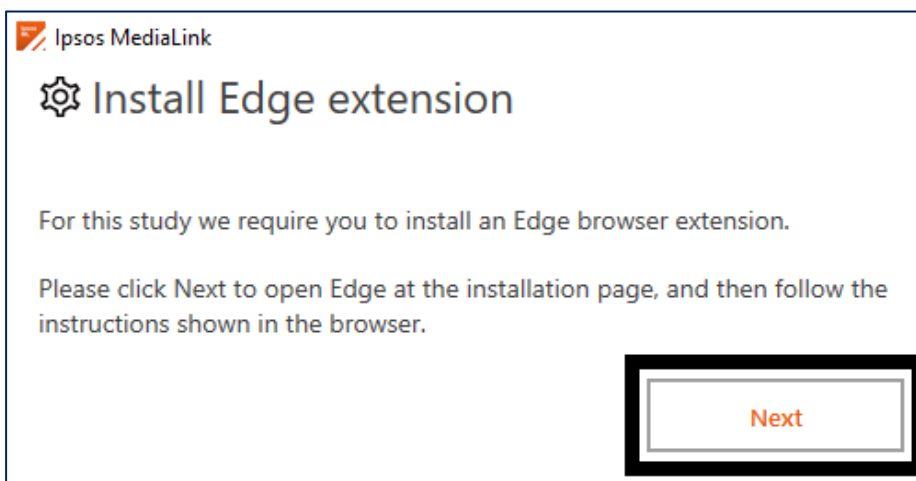 Ipsos MediaLink
Install Edge extension
For this study we require you to install an Edge browser extension.
Please click Next to open Edge at the installation page, and then follow the
instructions shown in the browser.
Next